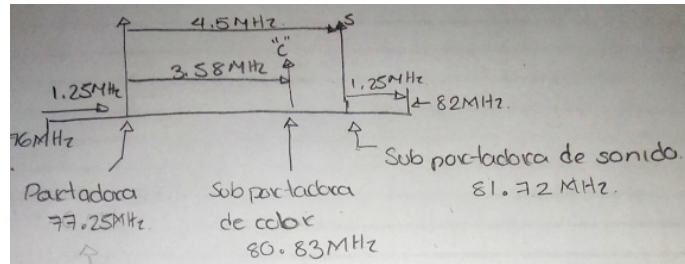 4.5MHz. S
"C"
3.58MHz
1.25MHz
1.25MHz
← 82MHz.
76MHz
Sub portadora de sonido.
81.72 MHz.
Portadora
77.25MHz
Sub portadora
de color
80.83MHz